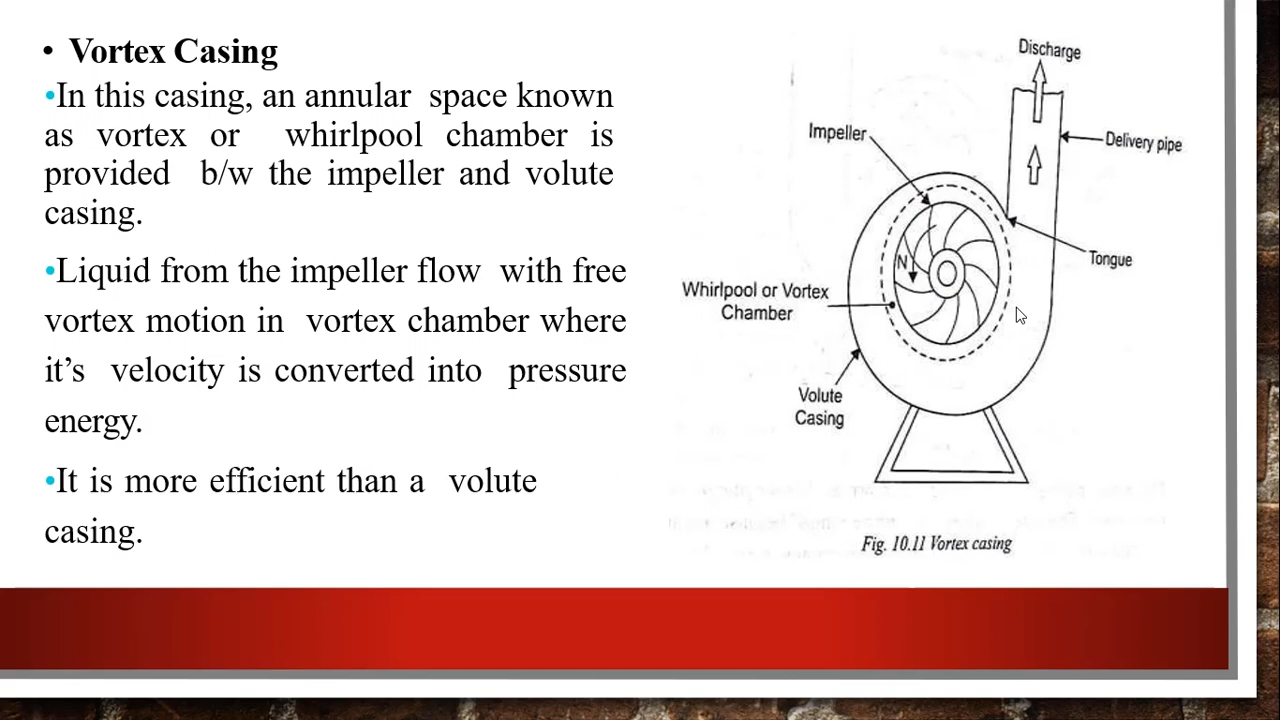 • Vortex Casing
•In this casing, an annular space known
as vortex or whirlpool chamber is
provided b/w the impeller and volute
casing.
•Liquid from the impeller flow with free
vortex motion in vortex chamber where
it’s velocity is converted into pressure
energy.
•It is more efficient than a volute
casing.
Discharge
Impeller
Delivery pipe
Tongue
N
Whirlpool or Vortex
Chamber
Volute
Casing
Fig. 10.11 Vortex casing